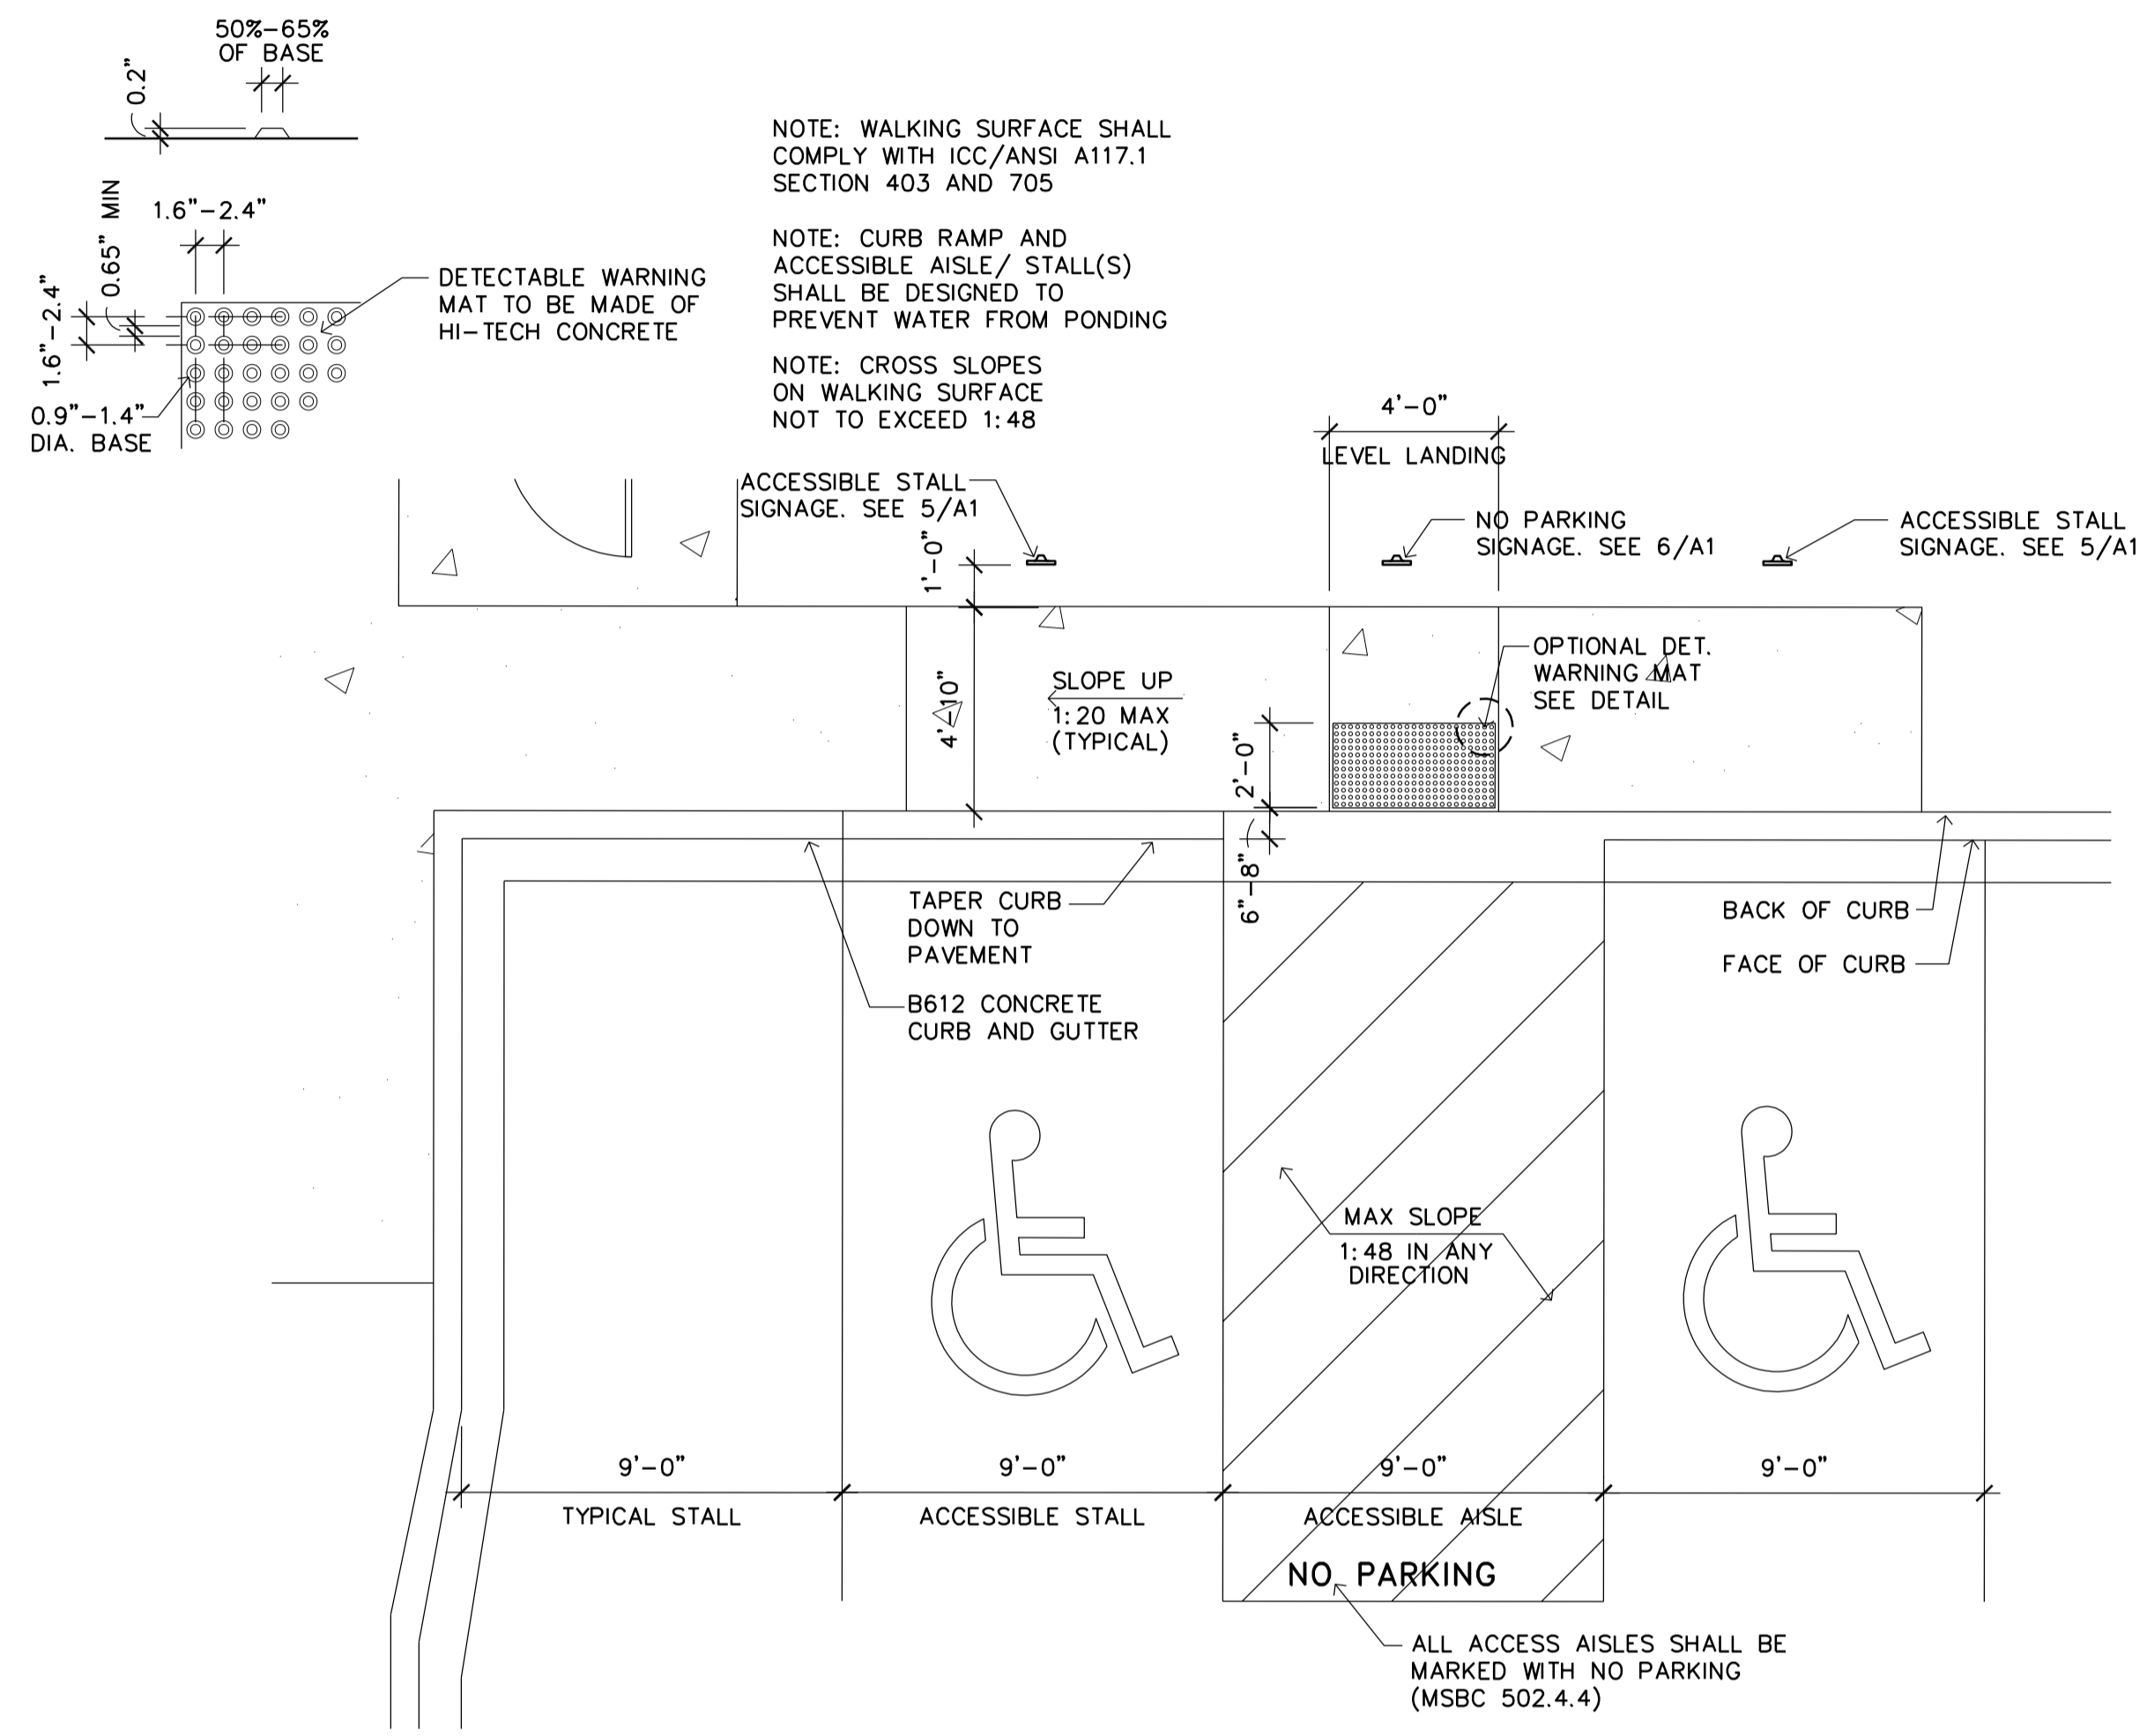 50%-65%
OF BASE
0.2"
0.65" MIN
1.6"-2.4"
1.6"-2.4"
0.9"-1.4"
DIA. BASE
DETECTABLE WARNING
MAT TO BE MADE OF
HI-TECH CONCRETE
NOTE: WALKING SURFACE SHALL
COMPLY WITH ICC/ANSI A117.1
SECTION 403 AND 705
NOTE: CURB RAMP AND
ACCESSIBLE AISLE/ STALL(S)
SHALL BE DESIGNED TO
PREVENT WATER FROM PONDING
NOTE: CROSS SLOPES
ON WALKING SURFACE
NOT TO EXCEED 1:48
4'-0"
LEVEL LANDING
ACCESSIBLE STALL
SIGNAGE. SEE 5/A1
NO PARKING
SIGNAGE. SEE 6/A1
ACCESSIBLE STALL
SIGNAGE. SEE 5/A1
1'-0"
4'-10"
SLOPE UP
1:20 MAX
(TYPICAL)
OPTIONAL DET.
WARNING MAT
SEE DETAIL
2'-0"
6"-8"
TAPER CURB
DOWN TO
PAVEMENT
B612 CONCRETE
CURB AND GUTTER
BACK OF CURB
FACE OF CURB
MAX SLOPE
1:48 IN ANY
DIRECTION
9'-0"
TYPICAL STALL
9'-0"
ACCESSIBLE STALL
9'-0"
ACCESSIBLE AISLE
9'-0"
NO PARKING
ALL ACCESS AISLES SHALL BE
MARKED WITH NO PARKING
(MSBC 502.4.4)